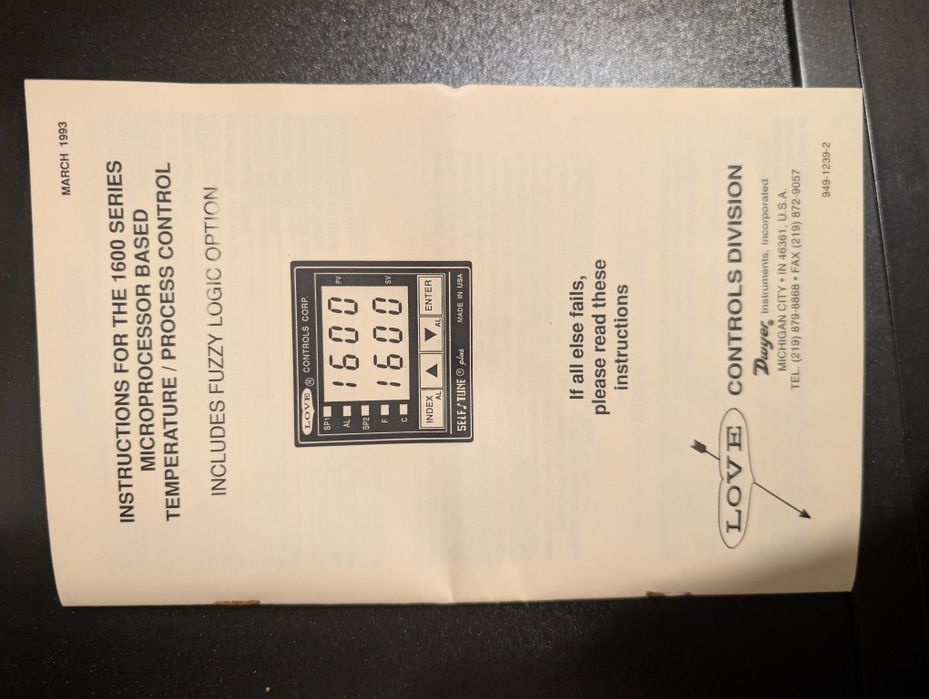 MARCH 1993
INSTRUCTIONS FOR THE 1600 SERIES
MICROPROCESSOR BASED
TEMPERATURE / PROCESS CONTROL
INCLUDES FUZZY LOGIC OPTION
LOVE ® CONTROLS CORP.
SP1
AL
SP2
F
C
1600 PV
1600 SV
INDEX ▲ ▼ ENTER
AL AL
SELF/TUNE ® plus MADE IN USA
If all else fails,
please read these
instructions
LOVE CONTROLS DIVISION
Dwyer® Instruments, Incorporated
MICHIGAN CITY • IN 46361, U.S.A.
TEL. (219) 879-8868 • FAX (219) 872-9057
949-1239-2